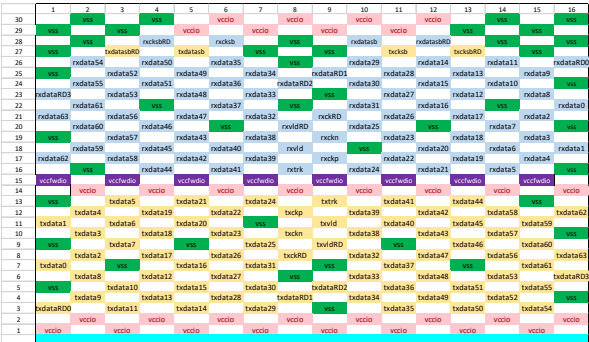 1 2 3 4 5 6 7 8 9 10 11 12 13 14 15 16
30 vss vss vccio vccio vccio vccio vss vss
29 vss vss vccio vccio vccio vccio vss vss
28 vss rxcksbRD rxcksb vss rxdatasb rxdatasbRD vss vss
27 vss txdatasbRD txdatasb vss vss txcksb txcksbRD vss
26 rxdata54 rxdata50 rxdata35 vss rxdata29 rxdata14 rxdata11 rxdataRD0
25 vss rxdata52 rxdata49 rxdata34 rxdataRD1 rxdata28 rxdata13 rxdata9
24 rxdata55 rxdata51 rxdata36 rxdataRD2 rxdata30 rxdata15 rxdata10 vss
23 rxdataRD3 rxdata53 rxdata48 rxdata33 vss rxdata27 rxdata12 rxdata8
22 rxdata61 vss rxdata37 vss rxdata31 rxdata16 vss rxdata0
21 rxdata63 rxdata56 rxdata47 rxdata32 rxckRD rxdata26 rxdata17 rxdata2
20 rxdata60 rxdata46 vss rxvldRD rxdata25 vss rxdata7 vss
19 vss rxdata57 rxdata43 rxdata38 rxckn rxdata23 rxdata18 rxdata3
18 rxdata59 rxdata45 rxdata40 rxvld vss rxdata20 rxdata6 rxdata1
17 rxdata62 rxdata58 rxdata42 rxdata39 rxckp rxdata22 rxdata19 rxdata4
16 vss rxdata44 rxdata41 rxtrk rxdata24 rxdata21 rxdata5 vss
15 vccfwdio vccfwdio vccfwdio vccfwdio vccfwdio vccfwdio vccfwdio vccfwdio
14 vccio vccio vccio vccio vccio vccio vccio vccio
13 vss txdata5 txdata21 txdata24 txtrk txdata41 txdata44 vss
12 txdata4 txdata19 txdata22 txckp txdata39 txdata42 txdata58 txdata62
11 txdata1 txdata6 txdata20 vss txvld txdata40 txdata45 txdata59
10 txdata3 txdata18 txdata23 txckn txdata38 txdata43 txdata57 vss
9 vss txdata7 vss txdata25 txvldRD vss txdata46 txdata60
8 txdata2 txdata17 txdata26 txckRD txdata32 txdata47 txdata56 txdata63
7 txdata0 vss txdata16 txdata31 vss txdata37 vss txdata61
6 txdata8 txdata12 txdata27 vss txdata33 txdata48 txdata53 txdataRD3
5 vss txdata10 txdata15 txdata30 txdataRD2 txdata36 txdata51 txdata55
4 txdata9 txdata13 txdata28 txdataRD1 txdata34 txdata49 txdata52 vss
3 txdataRD0 txdata11 txdata14 txdata29 vss txdata35 txdata50 txdata54
2 vccio vccio vccio vccio vccio vccio vccio vccio
1 vccio vccio vccio vccio vccio vccio vccio vccio